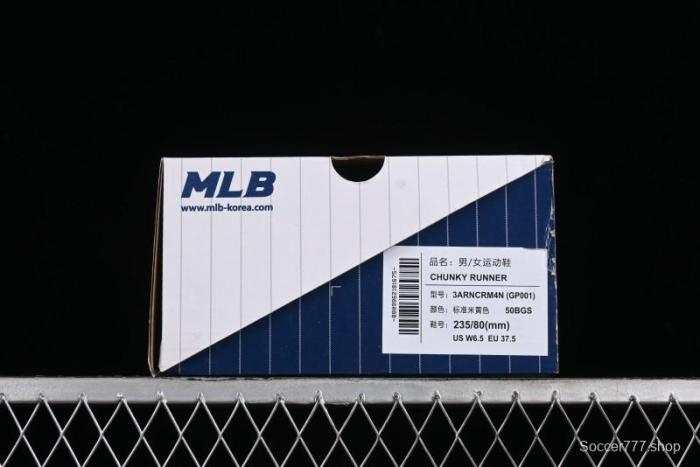 MLB
www.mlb-korea.com
品名：男/女运动鞋
CHUNKY RUNNER
型号：3ARNCRM4N (GP001)
颜色：标准米黄色 50BGS
鞋号：235/80(mm)
US W6.5 EU 37.5
Soccer777.shop